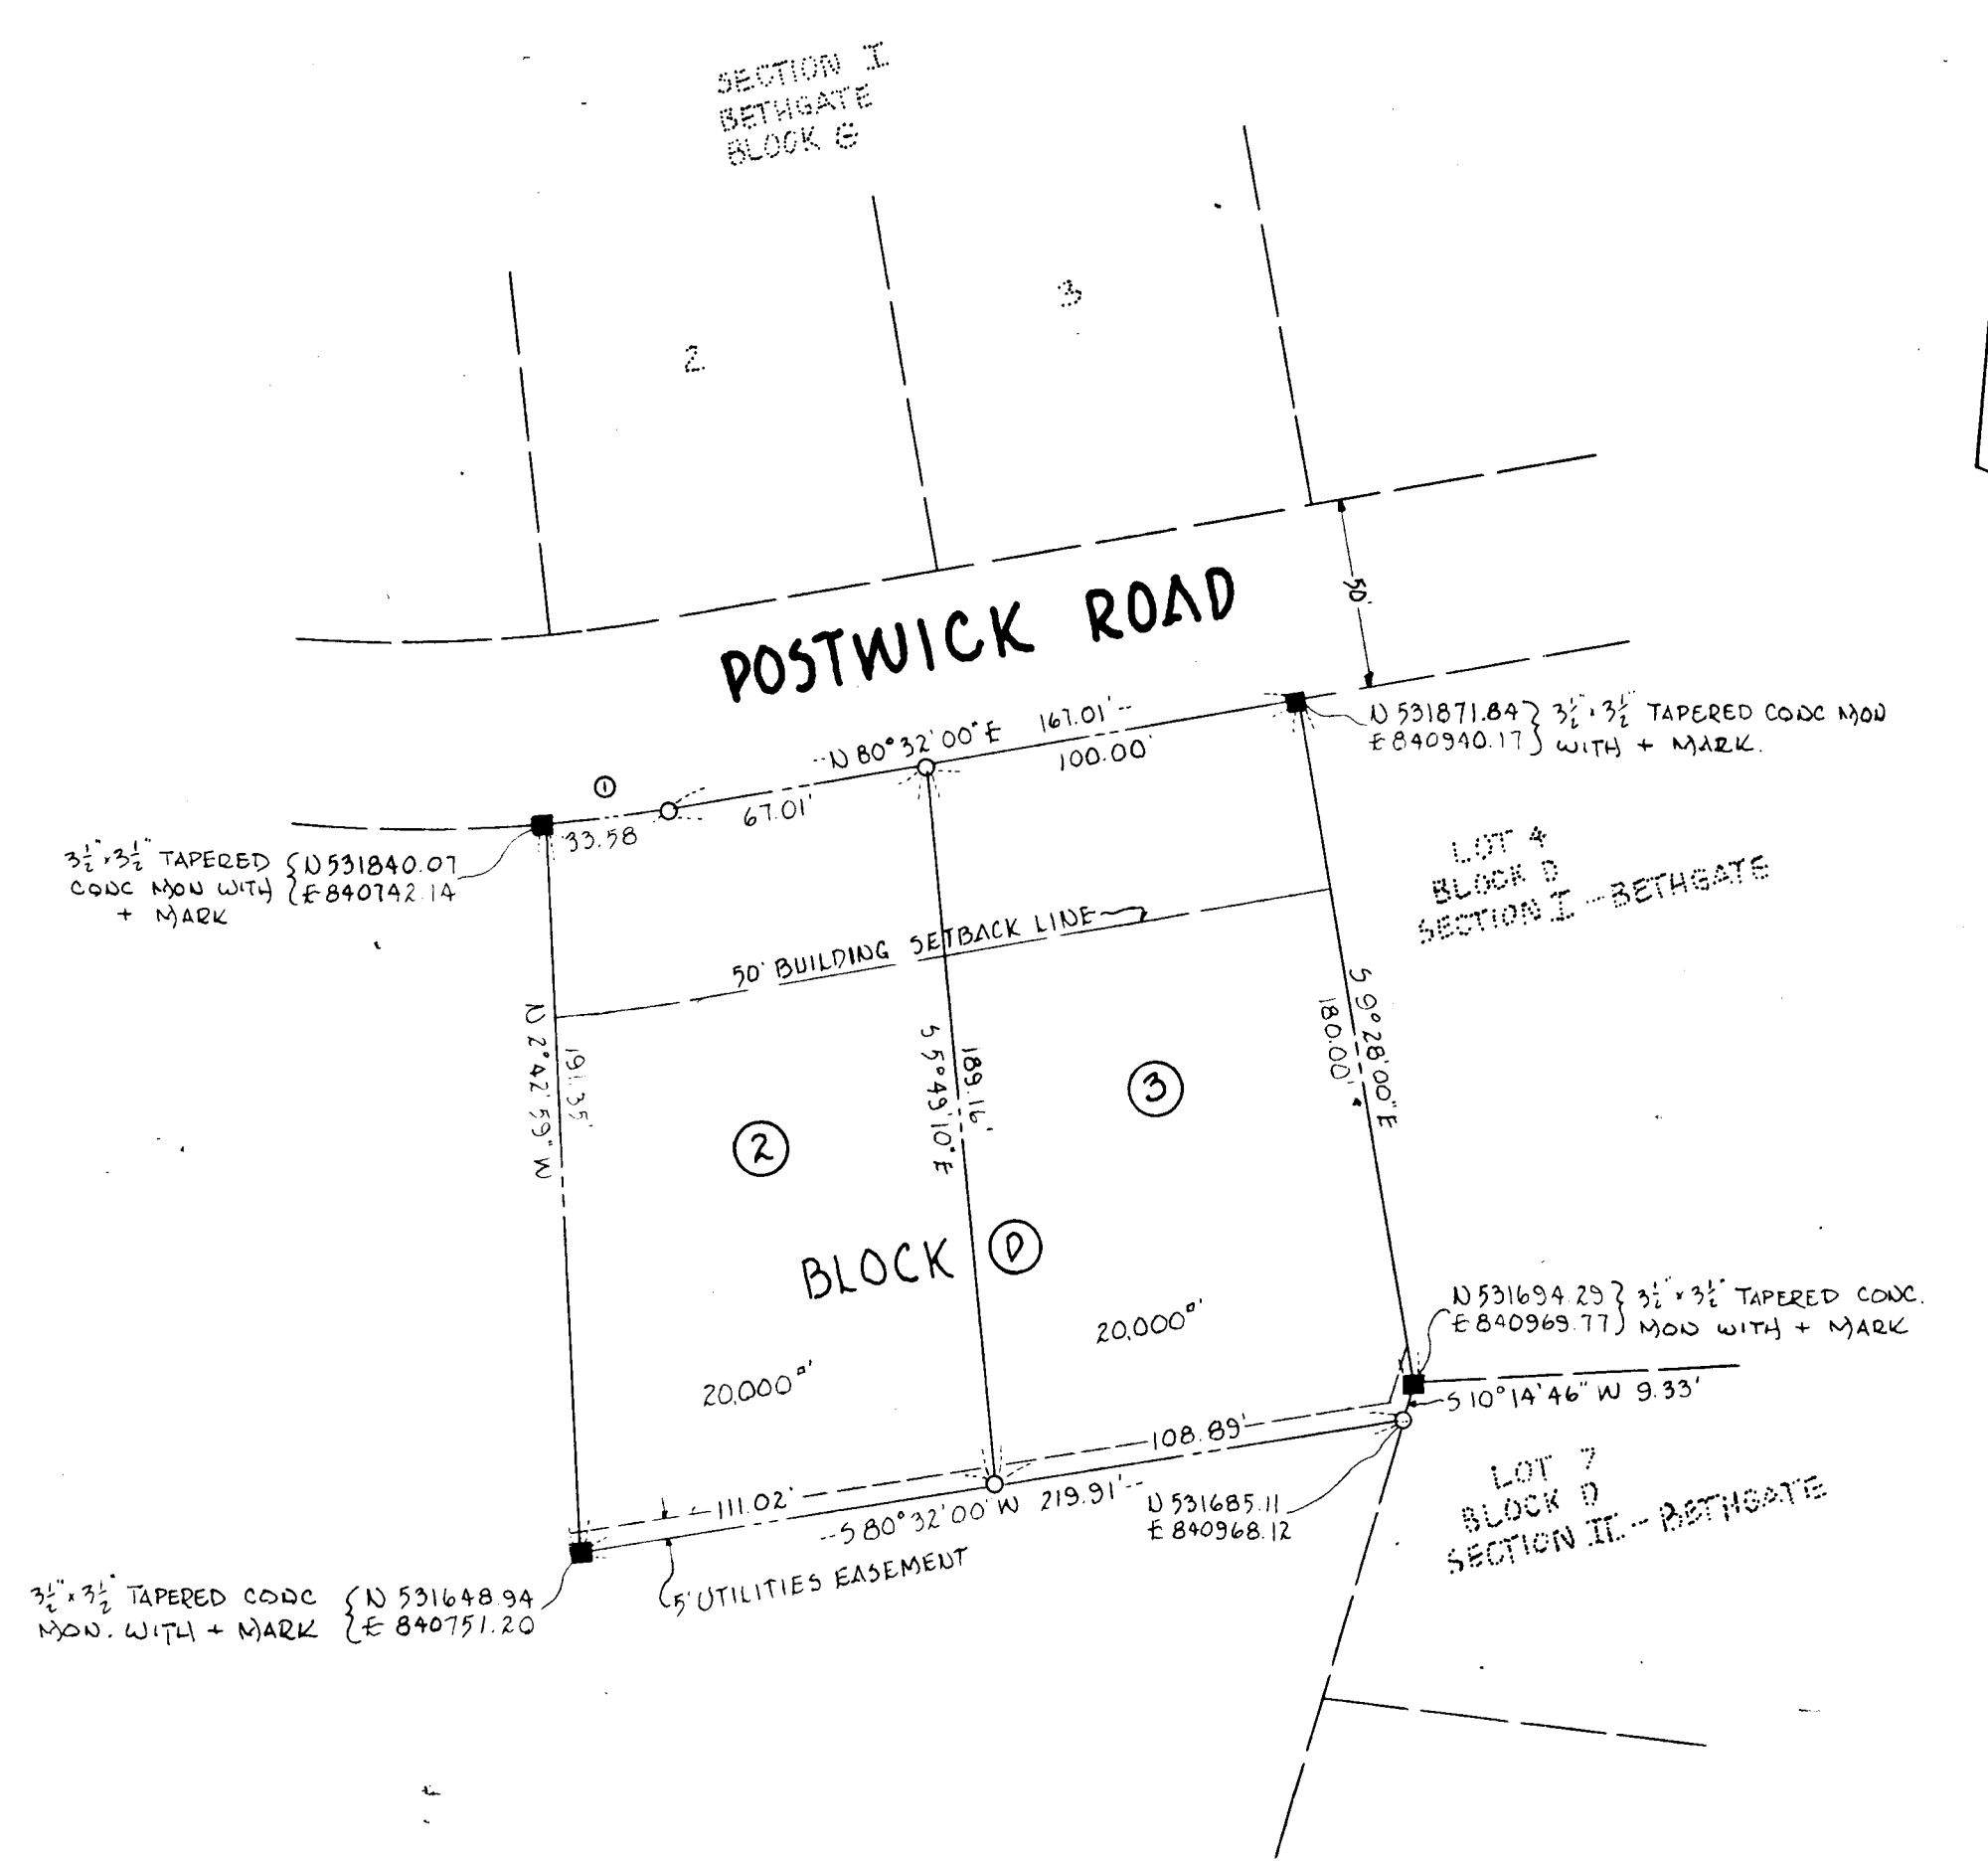 SECTION I
BETHGATE
BLOCK G
2
3
50'
POSTWICK ROAD
N 80°32'00"E 167.01'
100.00'
67.01'
①
33.58
N 531871.84 } 3½" x 3½" TAPERED CONC MON
E 840940.17 } WITH + MARK.
3½" x 3½" TAPERED { N 531840.07
CONC MON WITH { E 840742.14
+ MARK
LOT 4
BLOCK D
SECTION I - BETHGATE
50' BUILDING SETBACK LINE
N 2°42'59" W
191.35'
S 5°49'10" E
189.16'
S 9°28'00" E
180.00'
②
③
BLOCK Ⓓ
20,000□'
20,000□'
N 531694.29 } 3½" x 3½" TAPERED CONC.
E 840969.77 } MON WITH + MARK
S 10°14'46" W 9.33'
108.89'
111.02'
S 80°32'00" W 219.91'
N 531685.11
E 840968.12
5' UTILITIES EASEMENT
LOT 7
BLOCK D
SECTION II - BETHGATE
3½" x 3½" TAPERED CONC { N 531648.94
MON. WITH + MARK { E 840751.20